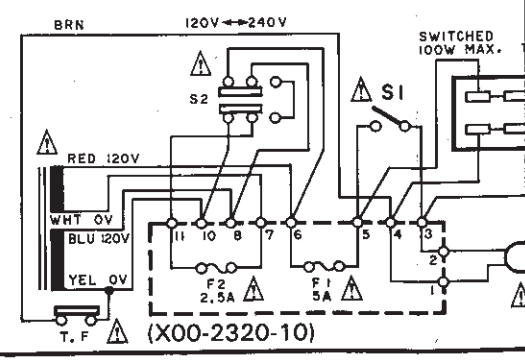 BRN
120V ↔ 240V
SWITCHED
100W MAX.
S2
S1
RED 120V
WHT 0V
BLU 120V
YEL 0V
11 10 8 7 6 5 4 3
2
1
F2
2.5A
F1
5A
T.F
(X00-2320-10)